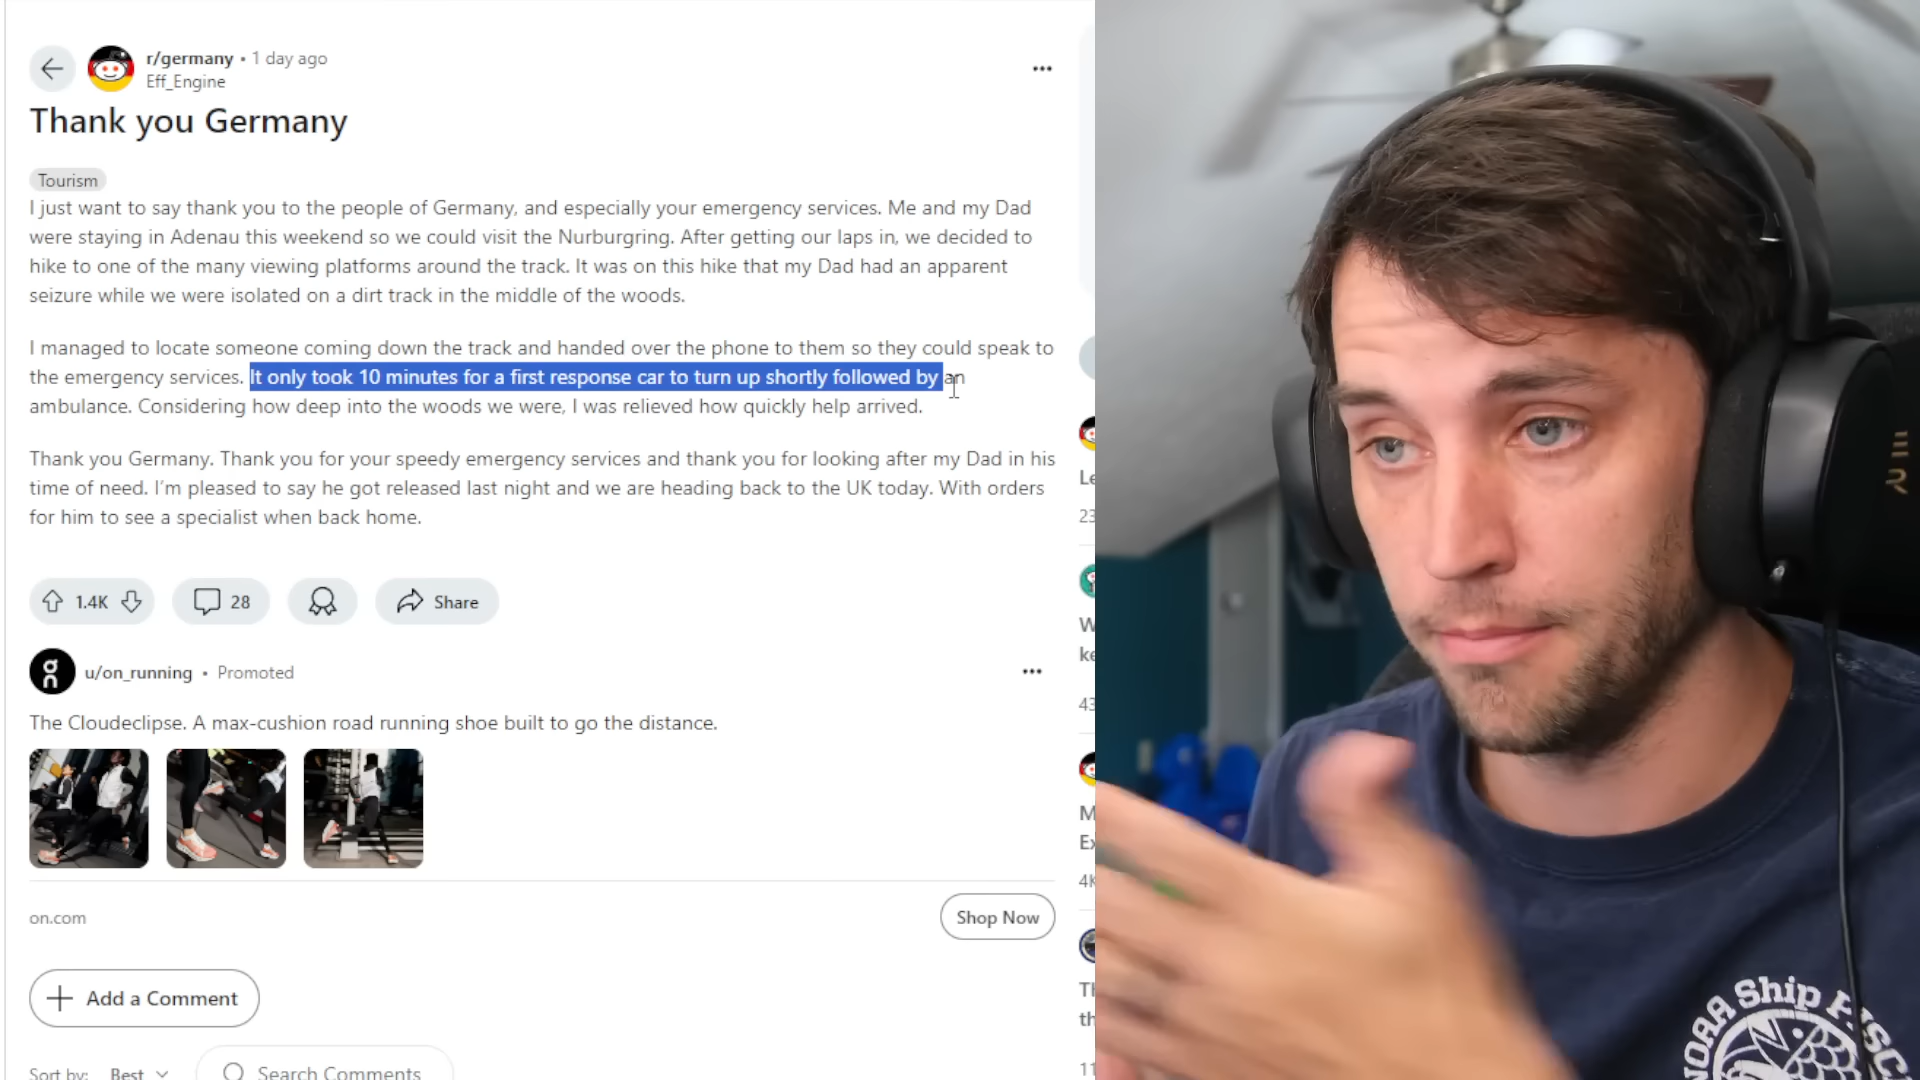 r/germany • 1 day ago
Eff_Engine
Thank you Germany
Tourism
I just want to say thank you to the people of Germany, and especially your emergency services. Me and my Dad
were staying in Adenau this weekend so we could visit the Nurburgring. After getting our laps in, we decided to
hike to one of the many viewing platforms around the track. It was on this hike that my Dad had an apparent
seizure while we were isolated on a dirt track in the middle of the woods.
I managed to locate someone coming down the track and handed over the phone to them so they could speak to
the emergency services. It only took 10 minutes for a first response car to turn up shortly followed by an
ambulance. Considering how deep into the woods we were, I was relieved how quickly help arrived.
Thank you Germany. Thank you for your speedy emergency services and thank you for looking after my Dad in his
time of need. I'm pleased to say he got released last night and we are heading back to the UK today. With orders
for him to see a specialist when back home.
1.4K
28
Share
u/on_running • Promoted
The Cloudeclipse. A max-cushion road running shoe built to go the distance.
on.com
Shop Now
Add a Comment
Sort by: Best
Search Comments
NOAA Ship